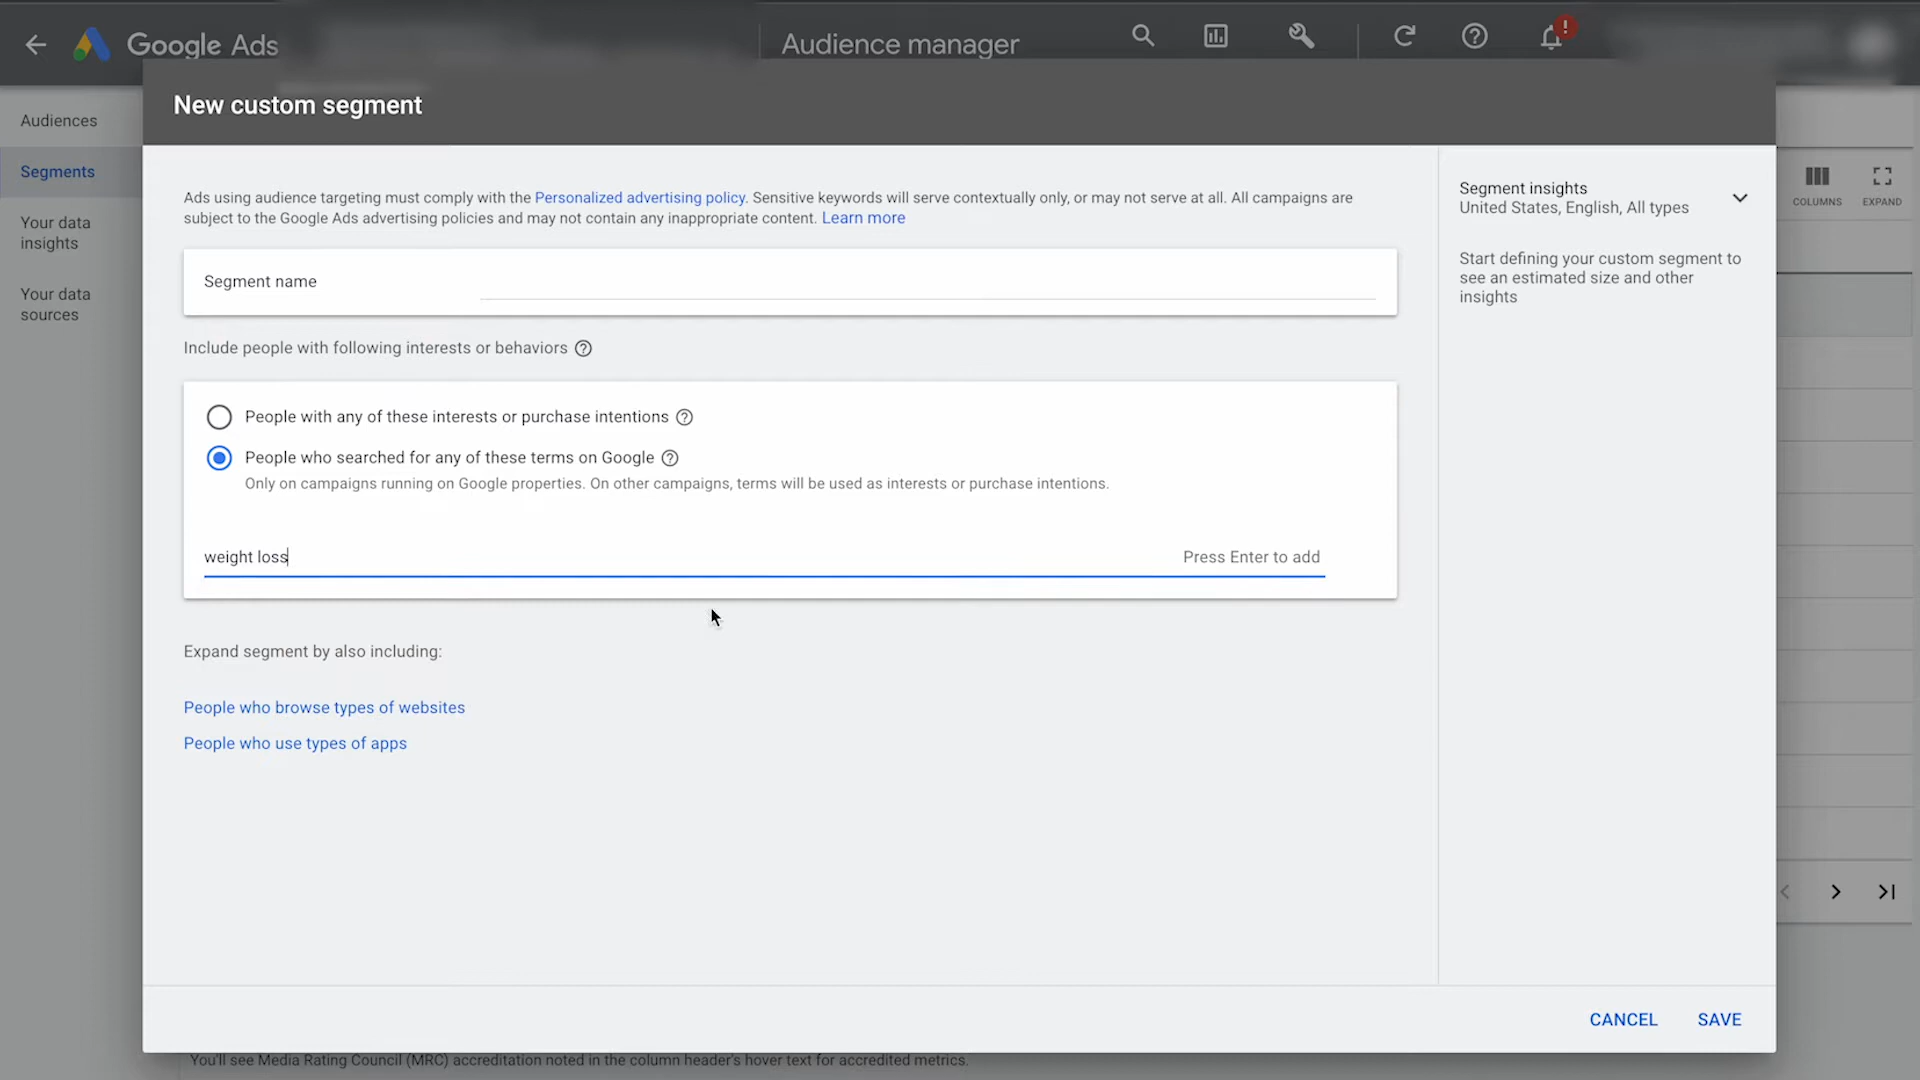 Google Ads
Audience manager
!
New custom segment
Audiences
Segments
Your data
insights
Your data
sources
Ads using audience targeting must comply with the Personalized advertising policy. Sensitive keywords will serve contextually only, or may not serve at all. All campaigns are
subject to the Google Ads advertising policies and may not contain any inappropriate content. Learn more
Segment name
Include people with following interests or behaviors
People with any of these interests or purchase intentions
People who searched for any of these terms on Google
Only on campaigns running on Google properties. On other campaigns, terms will be used as interests or purchase intentions.
weight loss
Press Enter to add
Expand segment by also including:
People who browse types of websites
People who use types of apps
Segment insights
United States, English, All types
Start defining your custom segment to
see an estimated size and other
insights
COLUMNS
EXPAND
CANCEL
SAVE
You'll see Media Rating Council (MRC) accreditation noted in the column header's hover text for accredited metrics.